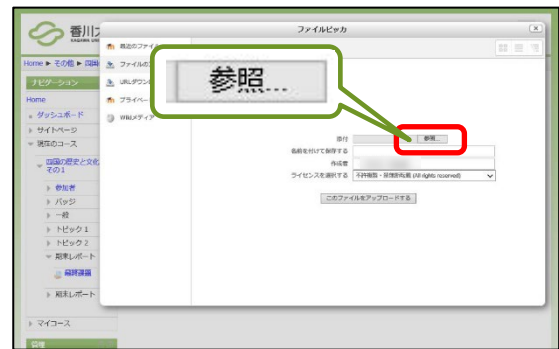 ファイルピッカ
香川大
Home ▶ その他 ▶ 四国
最近のファイル
ファイルの
URLダウン
プライベー
Wikiメディア
参照...
ナビゲーション
Home
ダッシュボード
サイトページ
現在のコース
四国の歴史と文化
その1
参加者
バッジ
一般
トピック 1
トピック 2
期末レポート
最終課題
期末レポート
マイコース
管理
添付
参照...
名前を付けて保存する
作成者
ライセンスを選択する
不許複製・禁無断転載 (All rights reserved)
このファイルをアップロードする